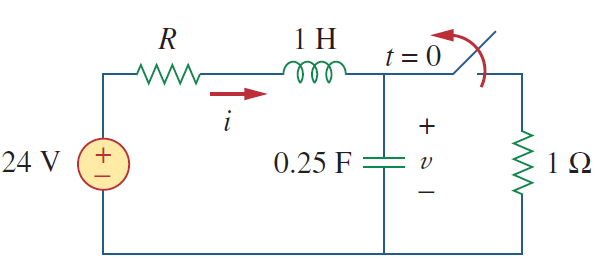 R
1 H
t = 0
i
24 V
+
−
0.25 F
+
v
−
1 Ω